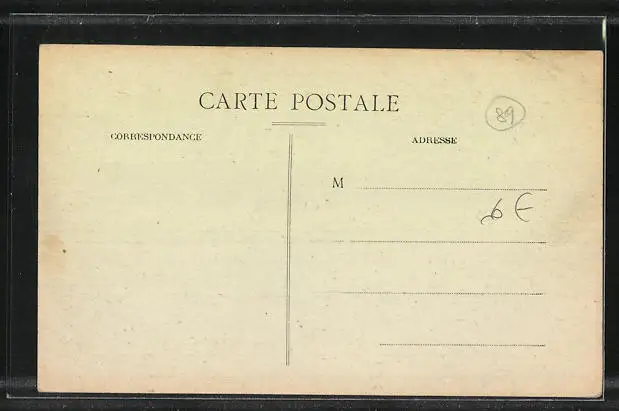 CARTE POSTALE
89
CORRESPONDANCE
ADRESSE
M
6 €